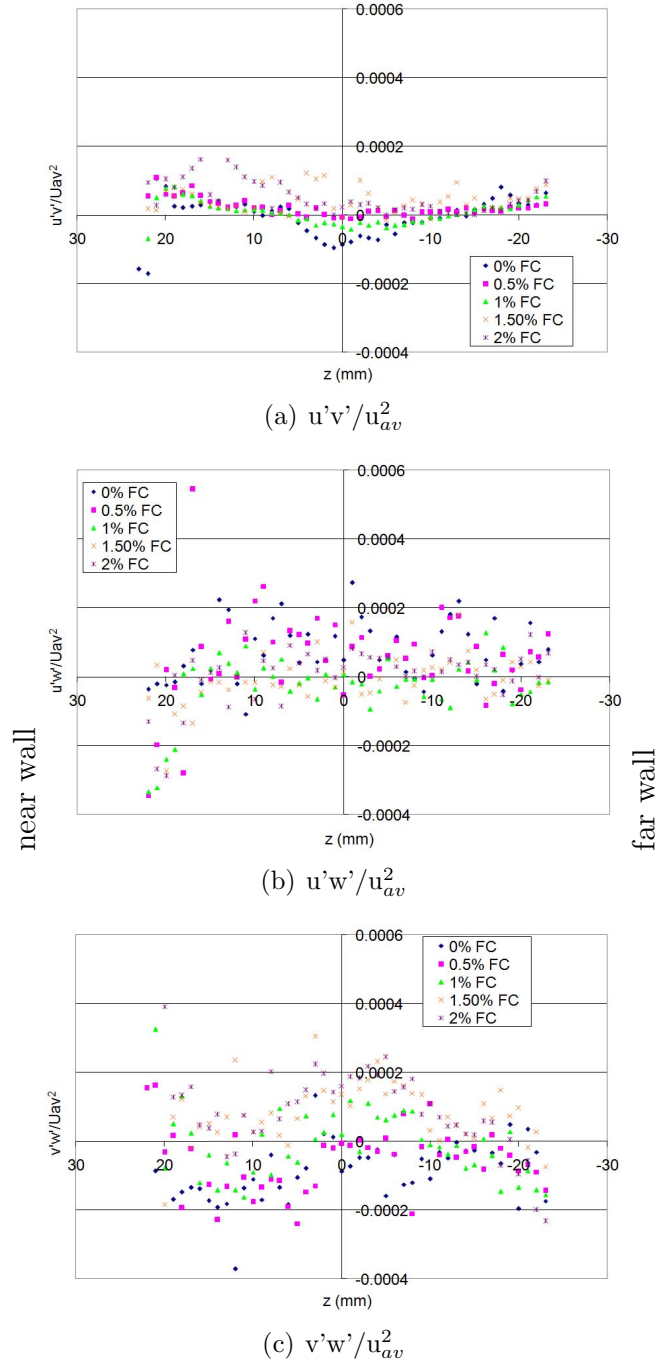 0.0006
0.0004
0.0002
0
-0.0002
-0.0004
30 20 10 0 -10 -20 -30
u'v'/Uav²
z (mm)
0% FC
0.5% FC
1% FC
1.50% FC
2% FC
(a) u'v'/u²av
0.0006
0.0004
0.0002
0
-0.0002
-0.0004
30 20 10 0 -10 -20 -30
u'w'/Uav²
z (mm)
0% FC
0.5% FC
1% FC
1.50% FC
2% FC
near wall
far wall
(b) u'w'/u²av
0.0006
0.0004
0.0002
0
-0.0002
-0.0004
30 20 10 0 -10 -20 -30
v'w'/Uav²
z (mm)
0% FC
0.5% FC
1% FC
1.50% FC
2% FC
(c) v'w'/u²av